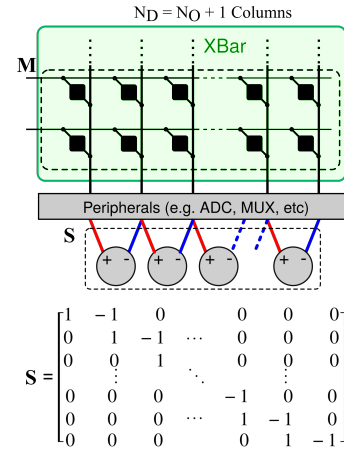 N_D = N_O + 1 Columns
XBar
M
Peripherals (e.g. ADC, MUX, etc)
S
+ - + - + - + -
1 −1 0 0 0 0
0 1 −1 ⋯ 0 0 0
0 0 1 0 0 0
⋮ ⋱ ⋮
S =
0 0 0 −1 0 0
0 0 0 ⋯ 1 −1 0
0 0 0 0 1 −1